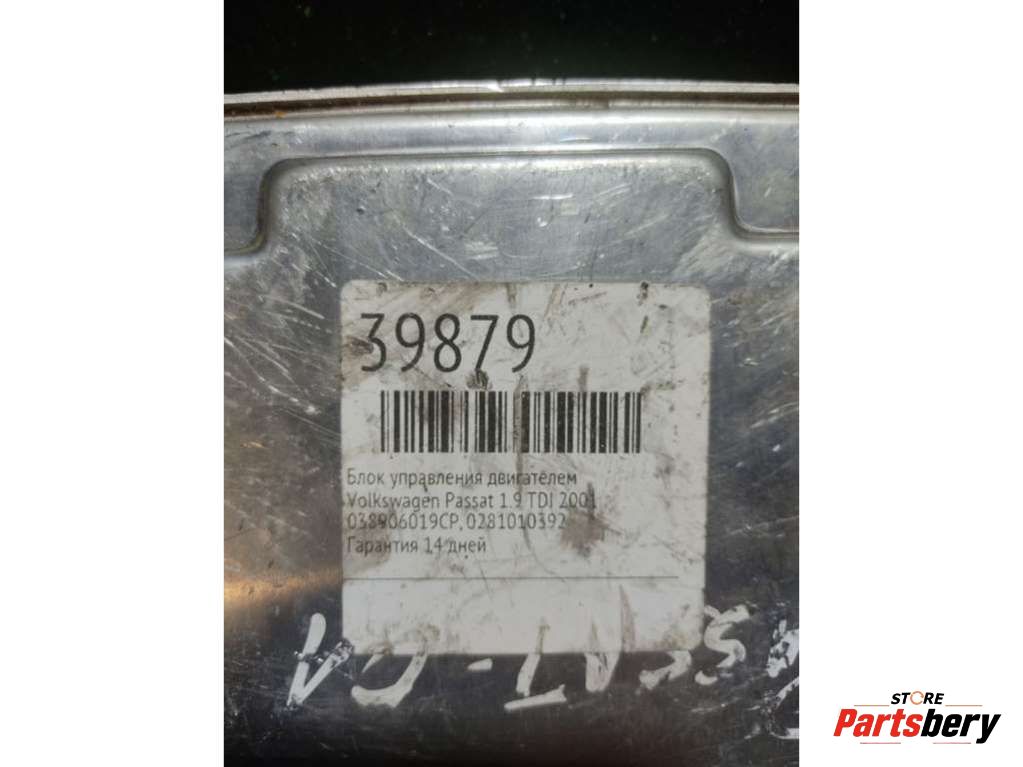 39879
Блок управления двигателем
Volkswagen Passat 1.9 TDI 2001
038906019CP, 0281010392
Гарантия 14 дней
STORE
Partsbery